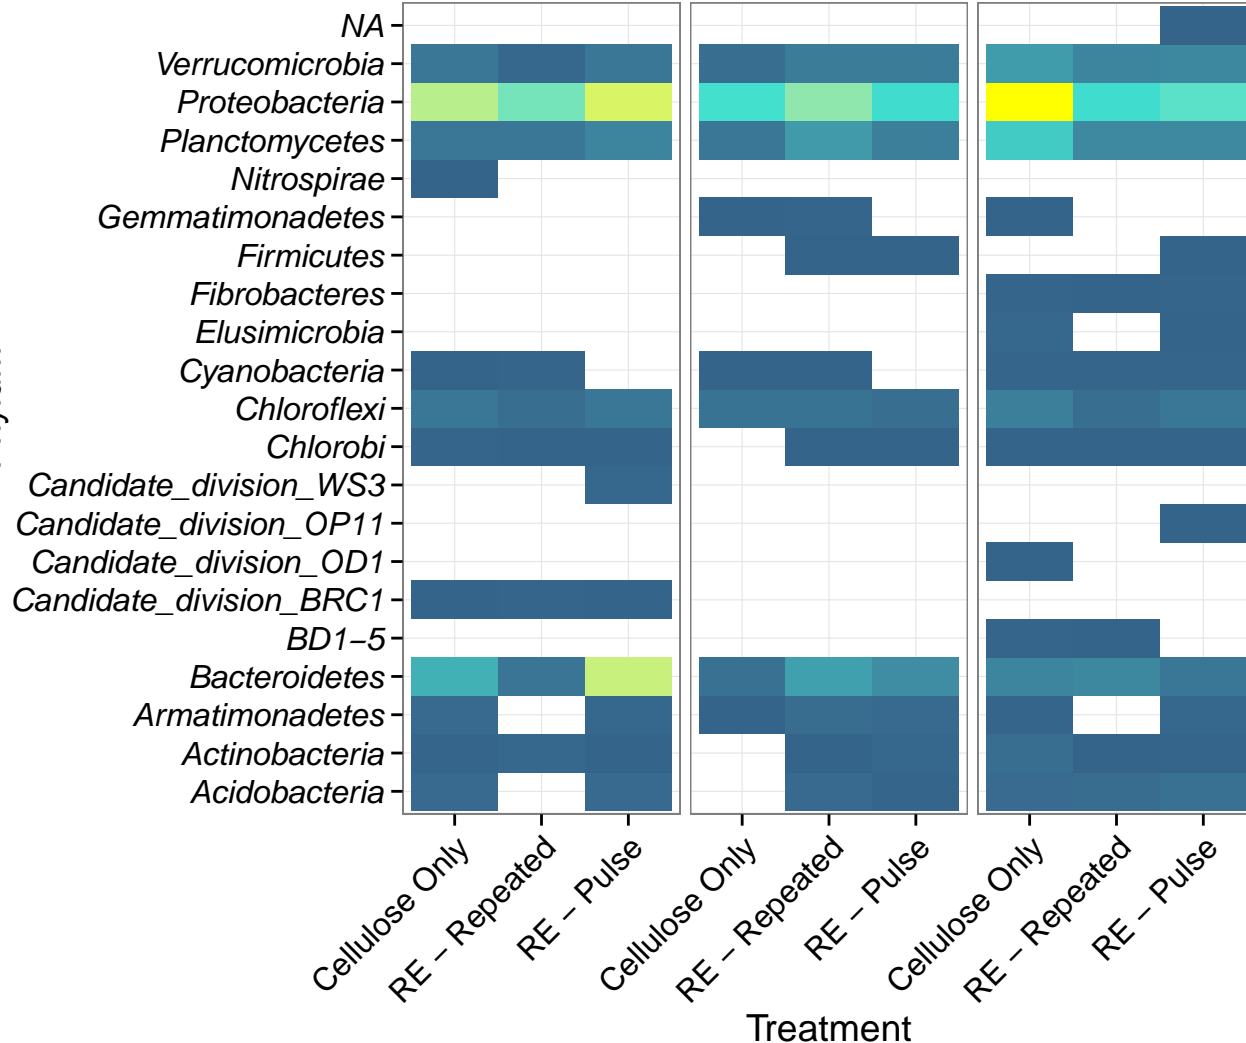 NA
Verrucomicrobia
Proteobacteria
Planctomycetes
Nitrospirae
Gemmatimonadetes
Firmicutes
Fibrobacteres
Elusimicrobia
Cyanobacteria
Chloroflexi
Chlorobi
Candidate_division_WS3
Candidate_division_OP11
Candidate_division_OD1
Candidate_division_BRC1
BD1−5
Bacteroidetes
Armatimonadetes
Actinobacteria
Acidobacteria
Cellulose Only
RE − Repeated
RE − Pulse
Cellulose Only
RE − Repeated
RE − Pulse
Cellulose Only
RE − Repeated
RE − Pulse
Treatment